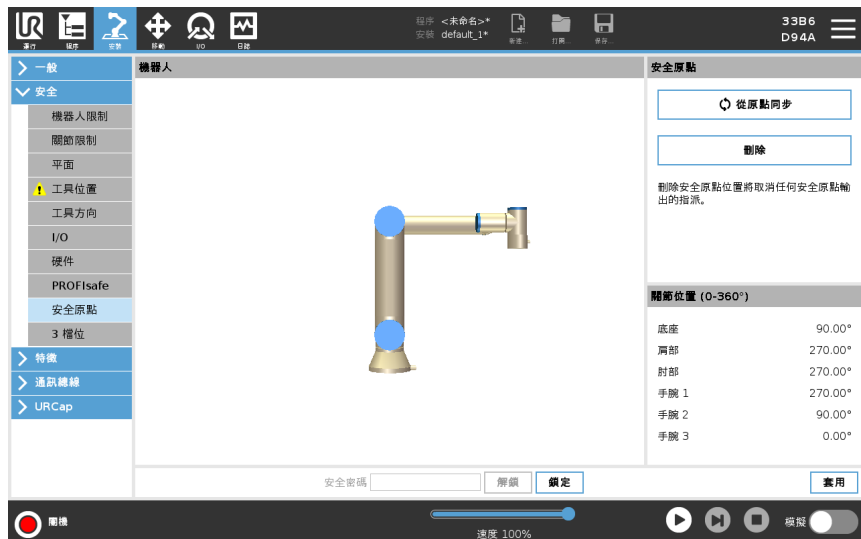 程序 <未命名>*
安裝 default_1*
新建...
打開...
保存...
33B6
D94A
運行
程序
安裝
移動
I/O
日誌
一般
安全
機器人限制
關節限制
平面
工具位置
工具方向
I/O
硬件
PROFIsafe
安全原點
3 檔位
特徵
通訊總線
URCap
機器人
安全原點
從原點同步
刪除
刪除安全原點位置將取消任何安全原點輸
出的指派。
關節位置 (0-360°)
底座 90.00°
肩部 270.00°
肘部 270.00°
手腕 1 270.00°
手腕 2 90.00°
手腕 3 0.00°
安全密碼
解鎖
鎖定
套用
關機
速度 100%
模擬